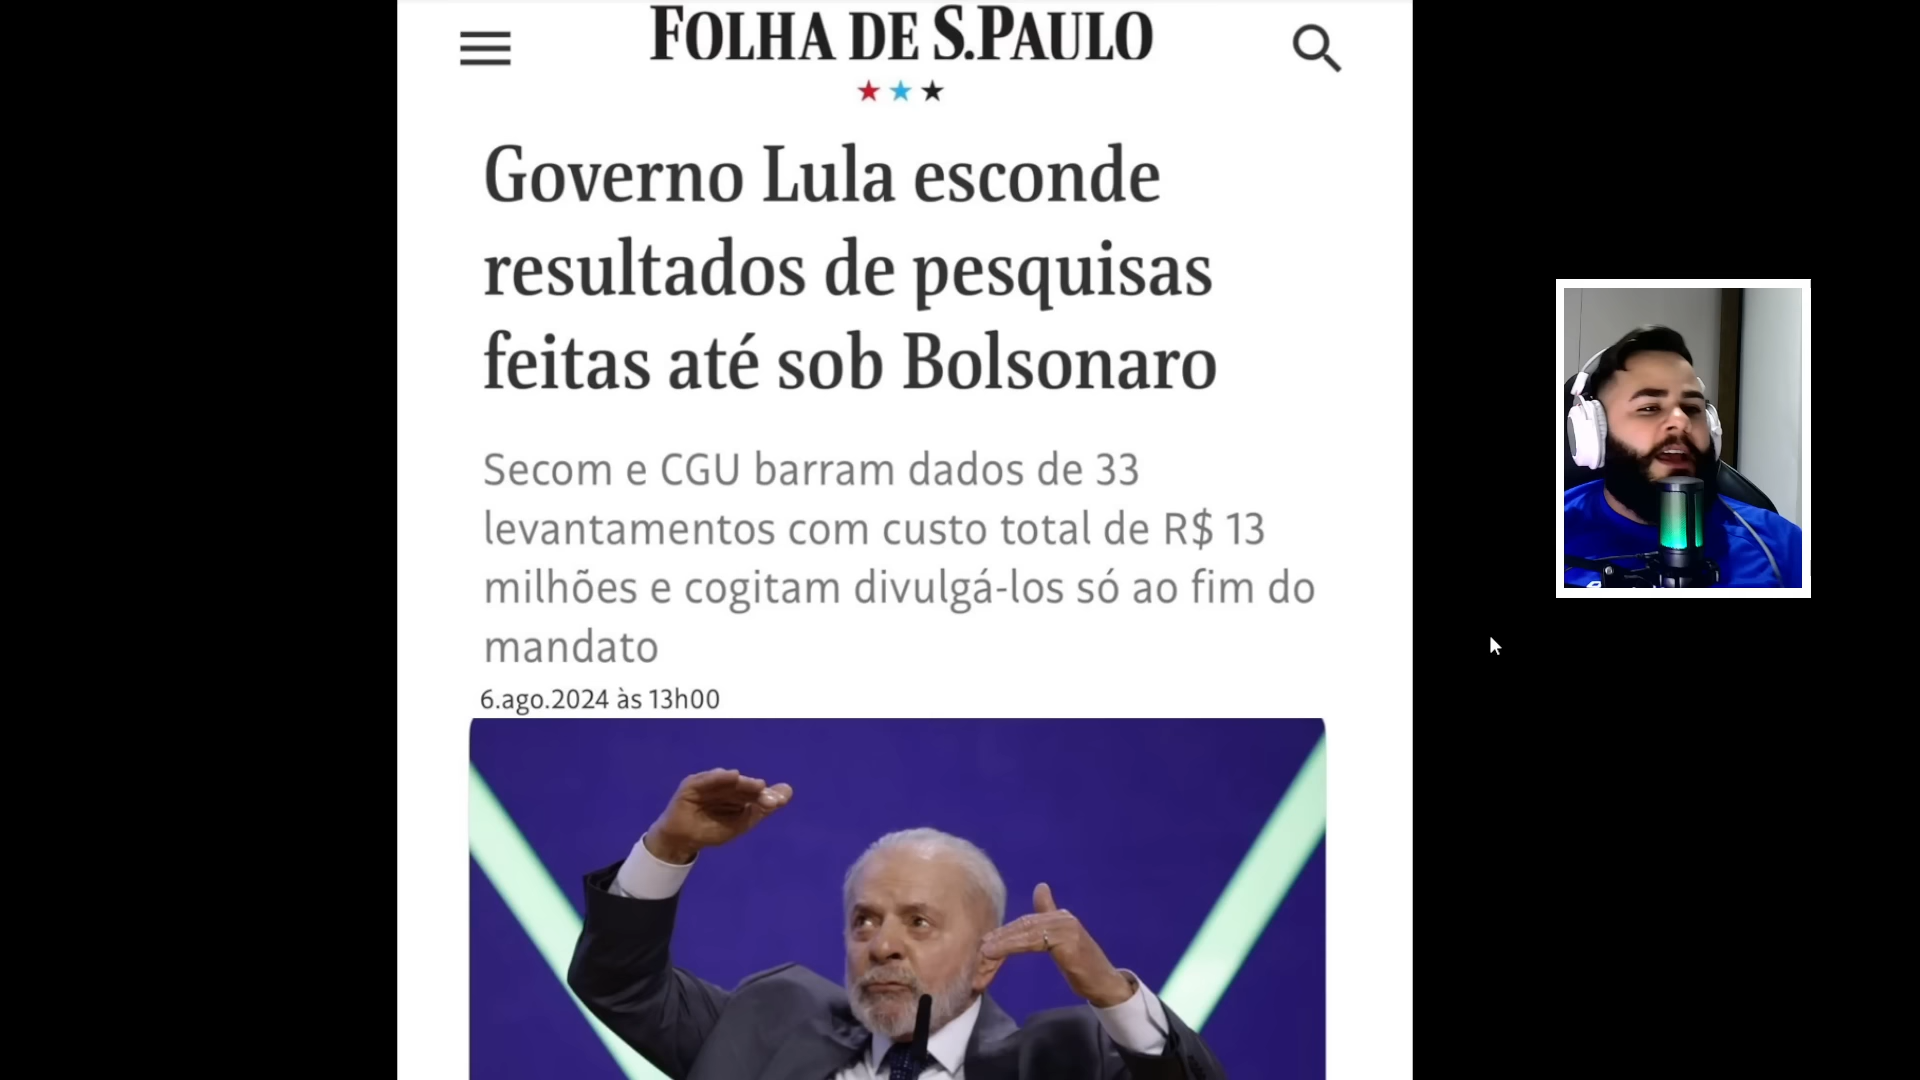 FOLHA DE S.PAULO
Governo Lula esconde
resultados de pesquisas
feitas até sob Bolsonaro
Secom e CGU barram dados de 33
levantamentos com custo total de R$ 13
milhões e cogitam divulgá-los só ao fim do
mandato
6.ago.2024 às 13h00